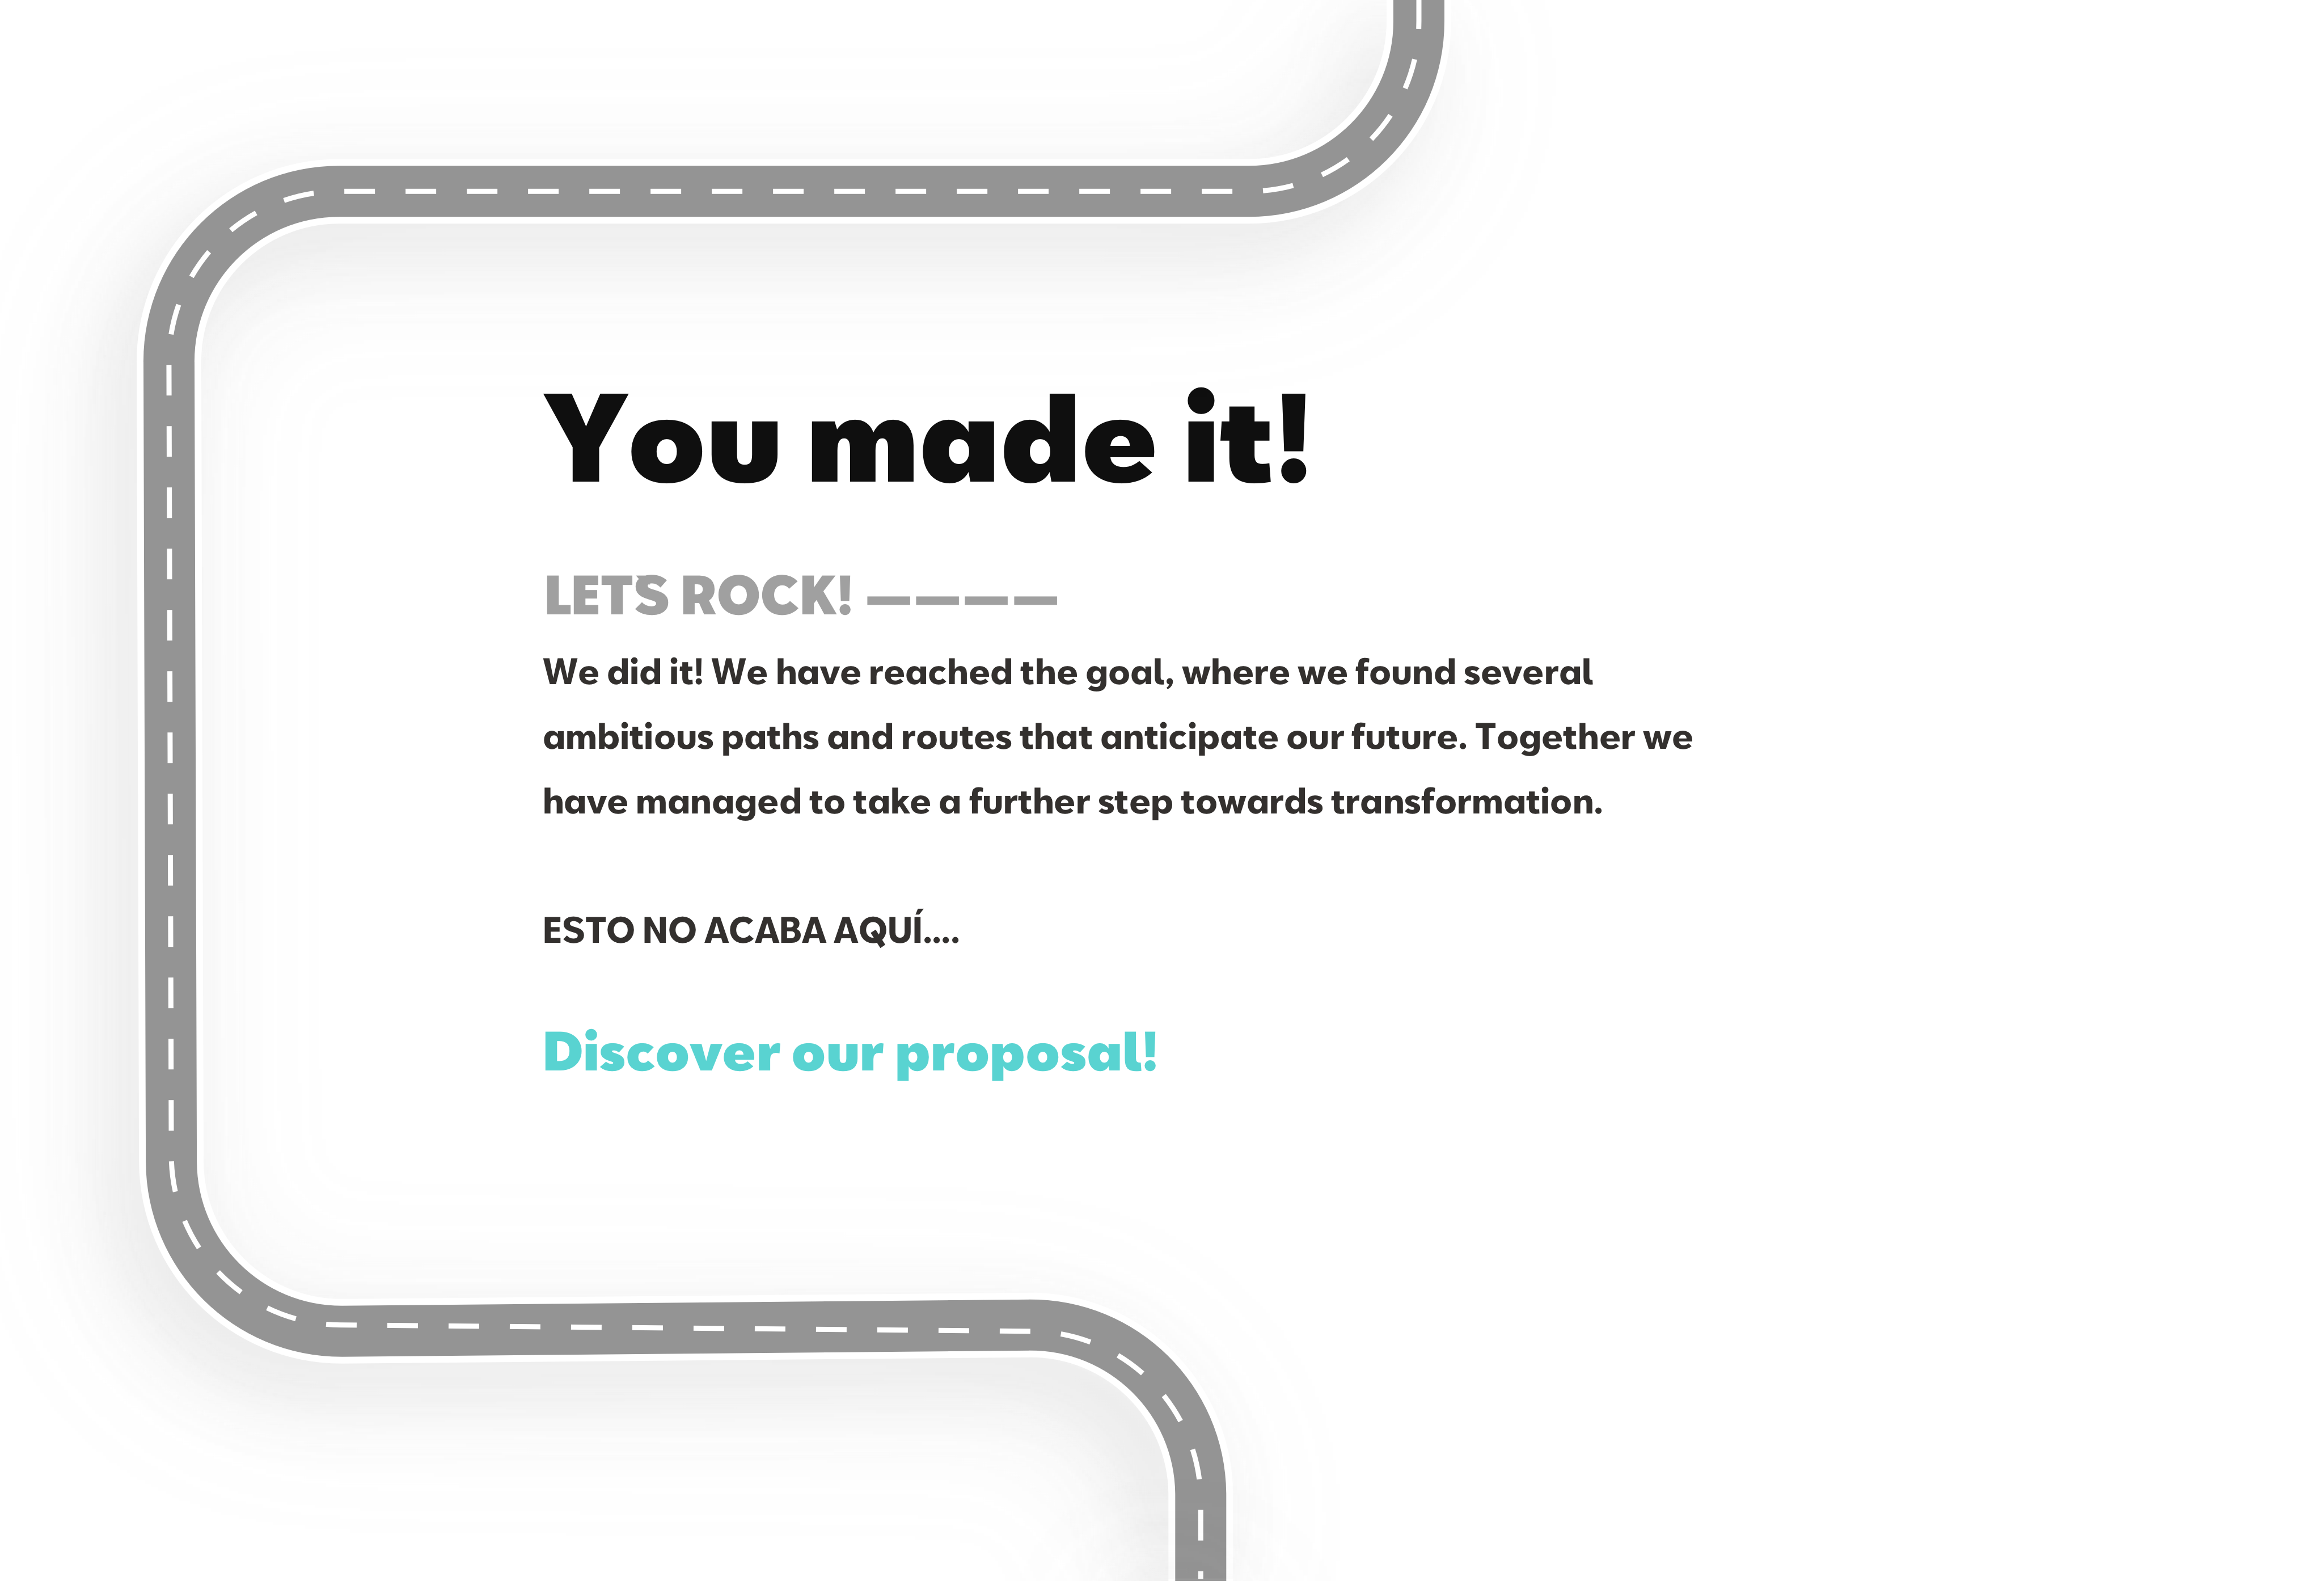 You made it!
LET'S ROCK! ————
We did it! We have reached the goal, where we found several
ambitious paths and routes that anticipate our future. Together we
have managed to take a further step towards transformation.
ESTO NO ACABA AQUÍ....
Discover our proposal!